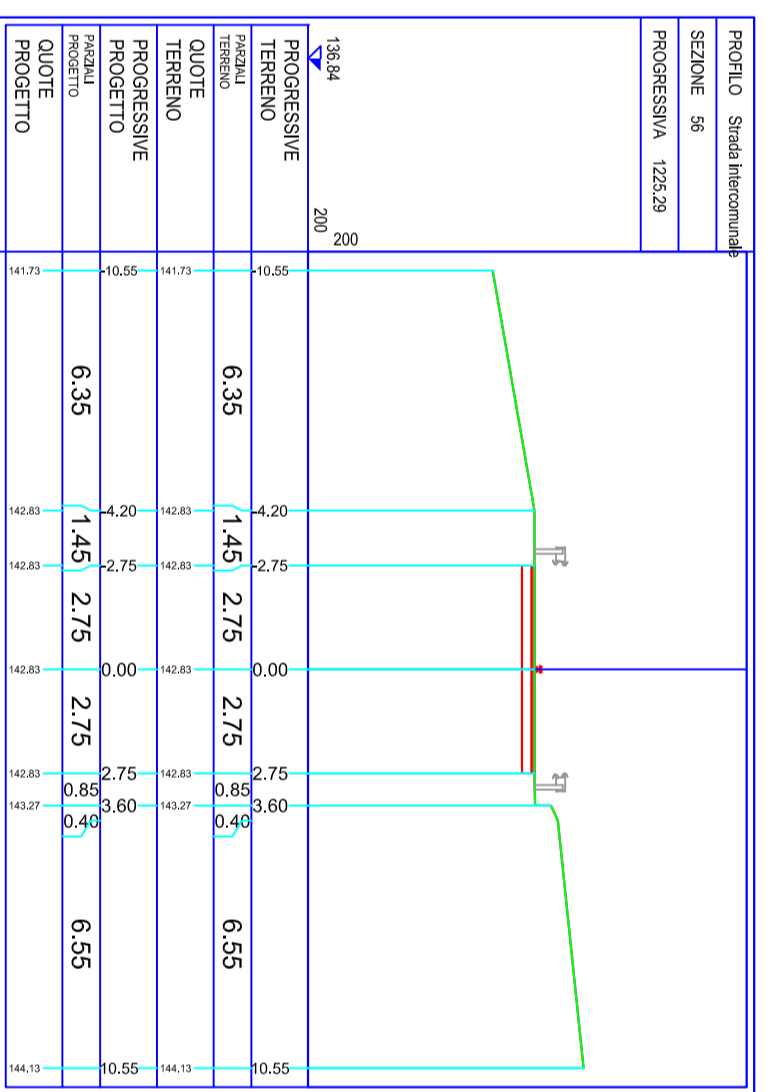 PROFILO Strada intercomunale
SEZIONE 56
PROGRESSIVA 1225.29
200
200
136.84
PROGRESSIVE TERRENO
-10.55 -4.20 -2.75 0.00 2.75 3.60 10.55
PARZIALI TERRENO
6.35 1.45 2.75 2.75 0.85 0.40 6.55
QUOTE TERRENO
141.73 142.83 142.83 142.83 142.83 143.27 144.13
PROGRESSIVE PROGETTO
-10.55 -4.20 -2.75 0.00 2.75 3.60 10.55
PARZIALI PROGETTO
6.35 1.45 2.75 2.75 0.85 0.40 6.55
QUOTE PROGETTO
141.73 142.83 142.83 142.83 142.83 143.27 144.13